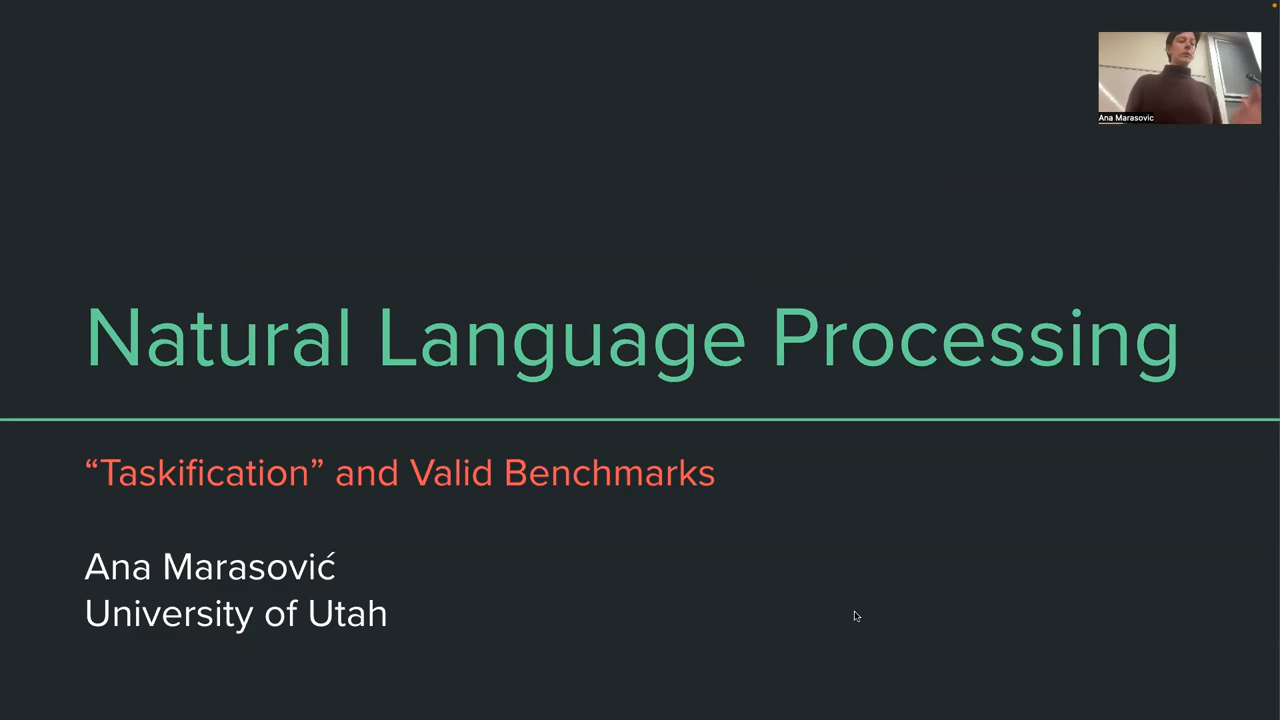 Ana Marasovic
Natural Language Processing
“Taskification” and Valid Benchmarks
Ana Marasović
University of Utah